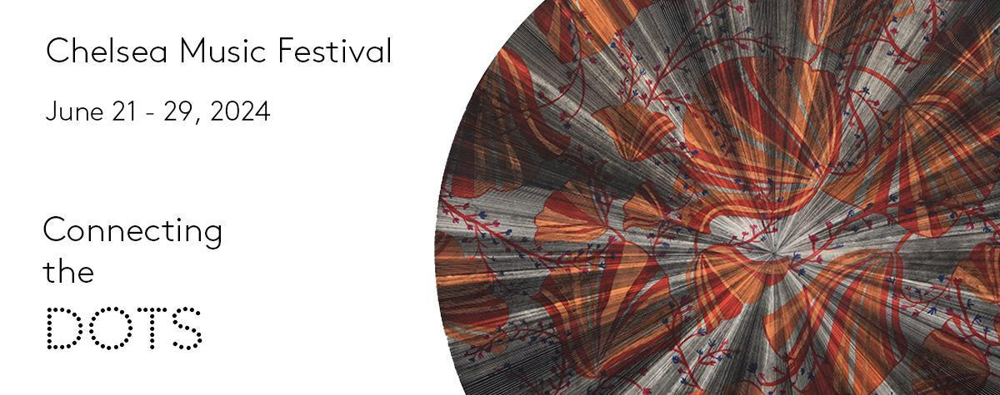 Chelsea Music Festival
June 21 - 29, 2024
Connecting
the
DOTS